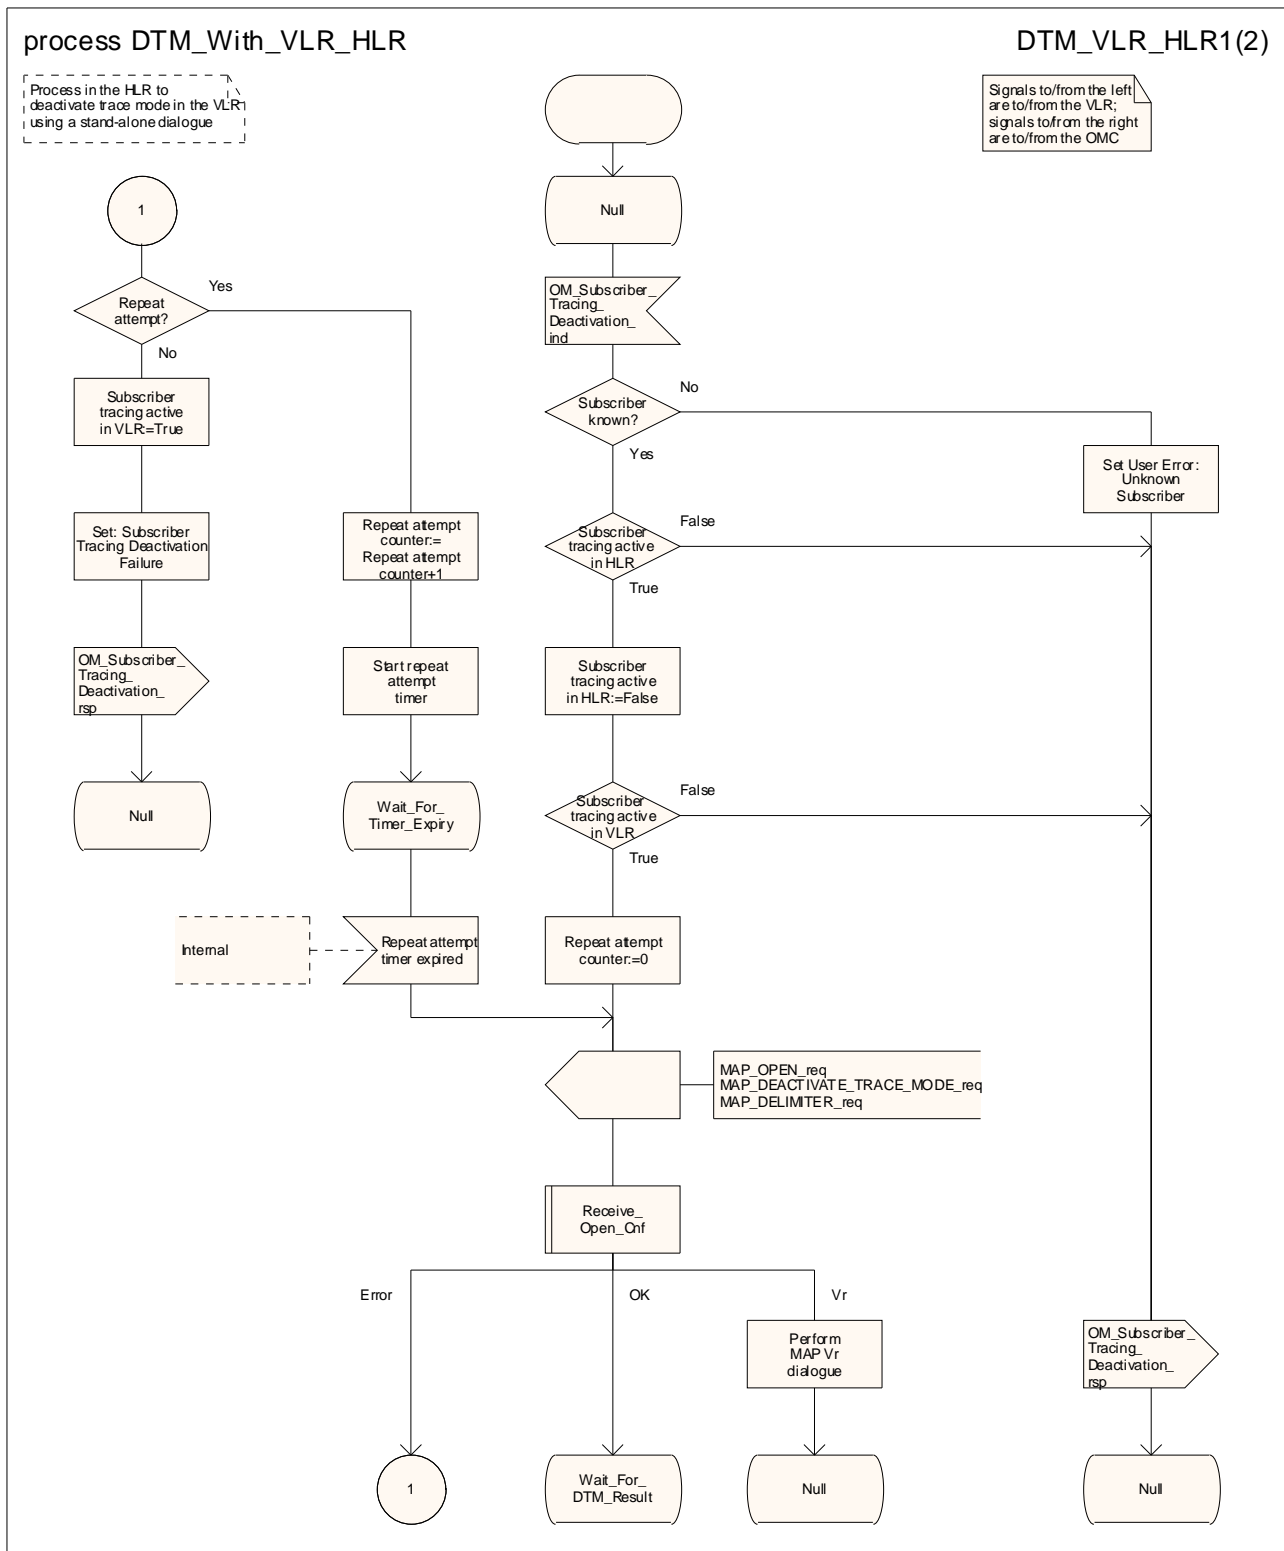 process DTM_With_VLR_HLR
DTM_VLR_HLR1(2)
Process in the HLR to
deactivate trace mode in the VLR
using a stand-alone dialogue
Signals to/from the left
are to/from the VLR;
signals to/from the right
are to/from the OMC
1
Repeat
attempt?
Yes
No
Subscriber
tracing active
in VLR:=True
Set: Subscriber
Tracing Deactivation
Failure
OM_Subscriber_
Tracing_
Deactivation_
rsp
Null
Repeat attempt
counter:=
Repeat attempt
counter+1
Start repeat
attempt
timer
Wait_For_
Timer_Expiry
Internal
Repeat attempt
timer expired
Null
OM_Subscriber_
Tracing_
Deactivation_
ind
Subscriber
known?
No
Yes
Set User Error:
Unknown
Subscriber
Subscriber
tracing active
in HLR
False
True
Subscriber
tracing active
in HLR:=False
Subscriber
tracing active
in VLR
False
True
Repeat attempt
counter:=0
MAP_OPEN_req
MAP_DEACTIVATE_TRACE_MODE_req
MAP_DELIMITER_req
Receive_
Open_Cnf
Error
OK
Vr
Perform
MAP Vr
dialogue
OM_Subscriber_
Tracing_
Deactivation_
rsp
1
Wait_For_
DTM_Result
Null
Null